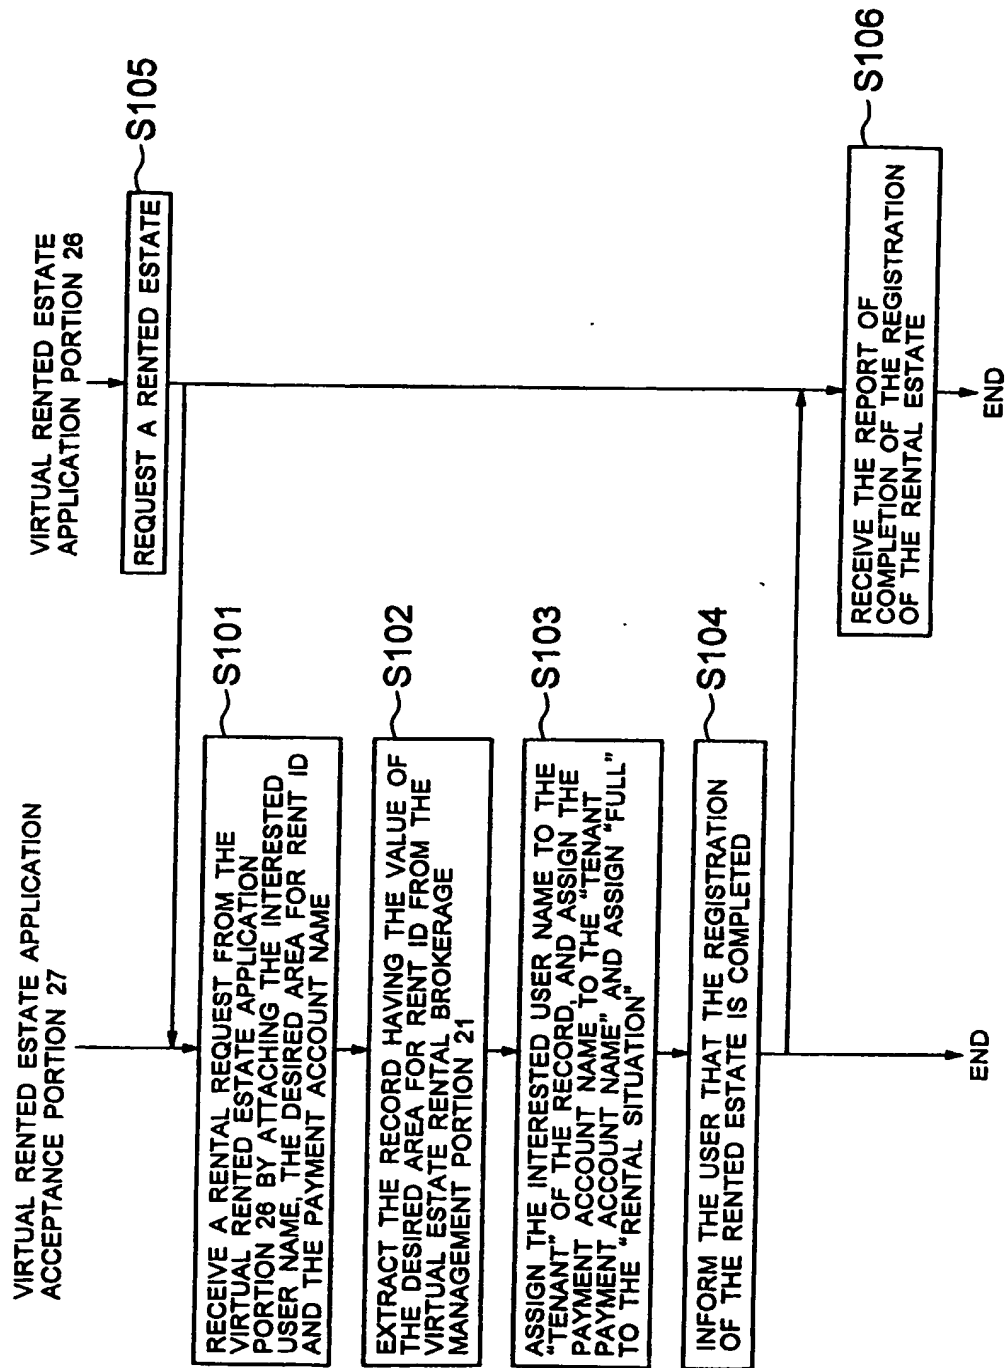 VIRTUAL RENTED ESTATE APPLICATION
ACCEPTANCE PORTION 27
RECEIVE A RENTAL REQUEST FROM THE
VIRTUAL RENTED ESTATE APPLICATION
PORTION 26 BY ATTACHING THE INTERESTED
USER NAME, THE DESIRED AREA FOR RENT ID
AND THE PAYMENT ACCOUNT NAME
S101
EXTRACT THE RECORD HAVING THE VALUE OF
THE DESIRED AREA FOR RENT ID FROM THE
VIRTUAL ESTATE RENTAL BROKERAGE
MANAGEMENT PORTION 21
S102
ASSIGN THE INTERESTED USER NAME TO THE
"TENANT" OF THE RECORD, AND ASSIGN THE
PAYMENT ACCOUNT NAME TO THE "TENANT
PAYMENT ACCOUNT NAME" AND ASSIGN "FULL"
TO THE "RENTAL SITUATION"
S103
INFORM THE USER THAT THE REGISTRATION
OF THE RENTED ESTATE IS COMPLETED
S104
END
VIRTUAL RENTED ESTATE
APPLICATION PORTION 26
REQUEST A RENTED ESTATE
S105
RECEIVE THE REPORT OF
COMPLETION OF THE REGISTRATION
OF THE RENTAL ESTATE
S106
END